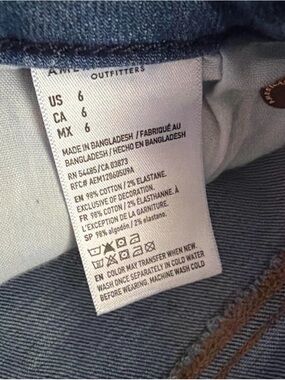 OUTFITTERS
US 6
CA 6
MX 6
MADE IN BANGLADESH / FABRIQUÉ AU
BANGLADESH / HECHO EN BANGLADESH
RN 54485/CA 03873
RFC# AEM1206OSU9A
EN 98% COTTON / 2% ELASTANE.
EXCLUSIVE OF DECORATION.
FR 98% COTON / 2% ÉLASTHANNE. À
L'EXCEPTION DE LA GARNITURE.
SP 98% algodón / 2% elastano.
EN COLOR MAY TRANSFER WHEN NEW.
WASH ONCE SEPARATELY IN COLD WATER
BEFORE WEARING. MACHINE WASH COLD